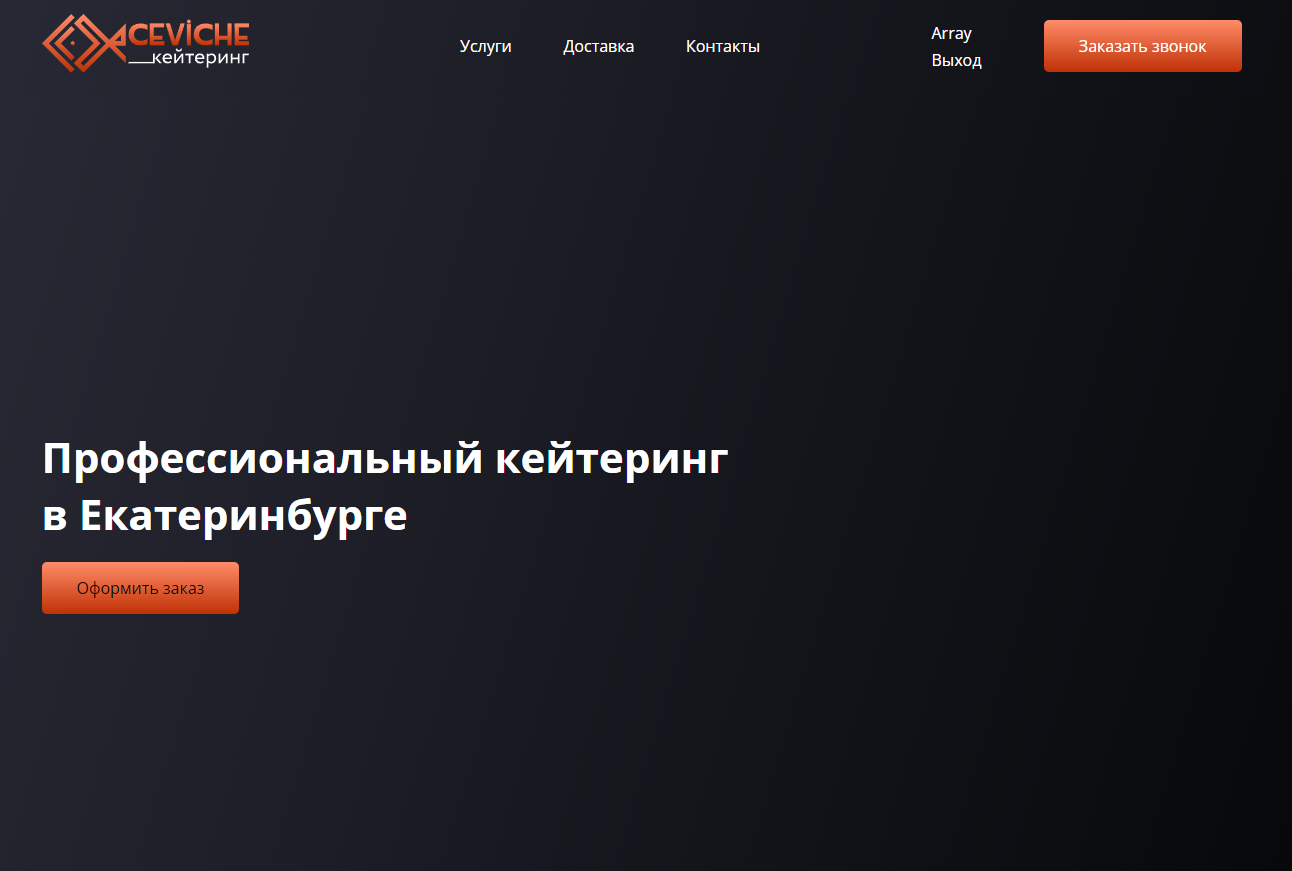 CEVICHE
кейтеринг
Услуги
Доставка
Контакты
Array
Выход
Заказать звонок
Профессиональный кейтеринг
в Екатеринбурге
Оформить заказ